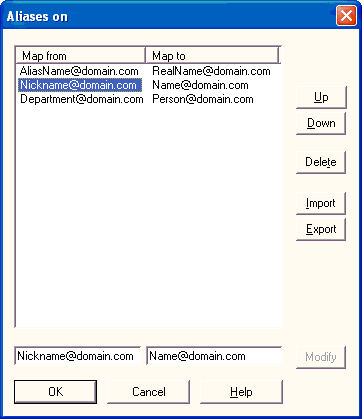 Aliases on
Map from Map to
AliasName@domain.com RealName@domain.com
Nickname@domain.com Name@domain.com
Department@domain.com Person@domain.com
Up
Down
Delete
Import
Export
Nickname@domain.com Name@domain.com Modify
OK Cancel Help